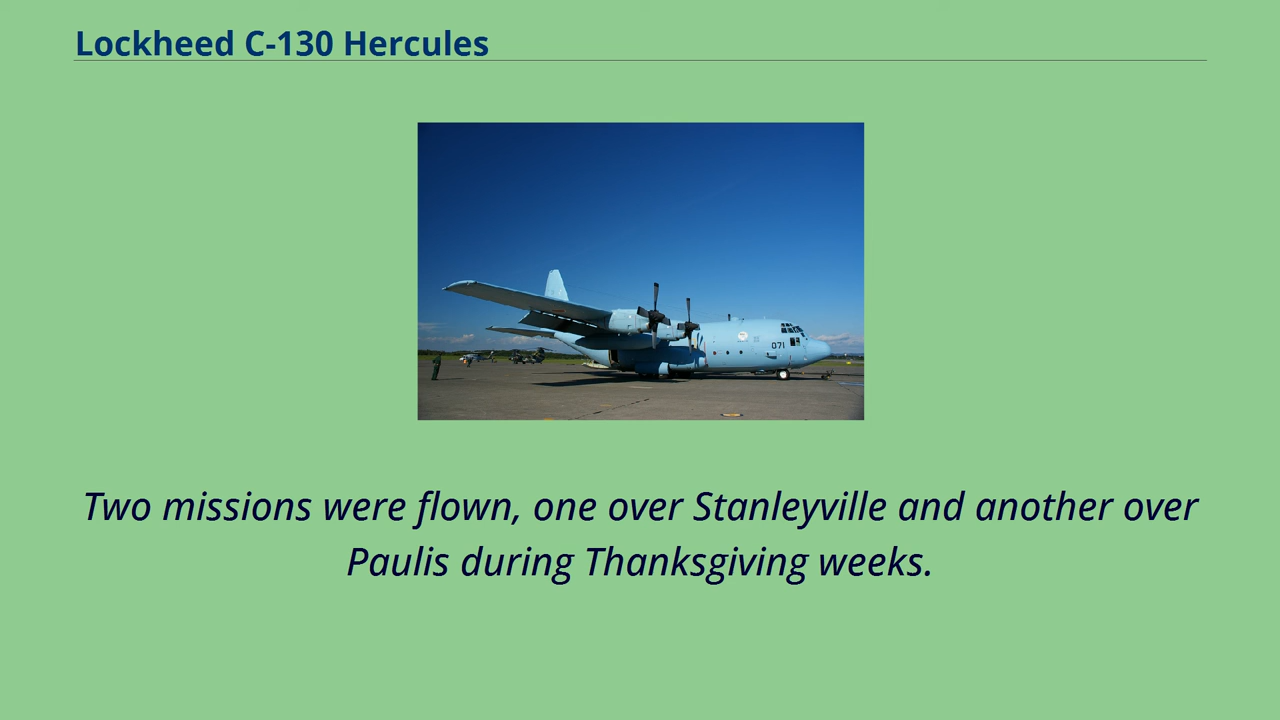 Lockheed C-130 Hercules
071
Two missions were flown, one over Stanleyville and another over
Paulis during Thanksgiving weeks.